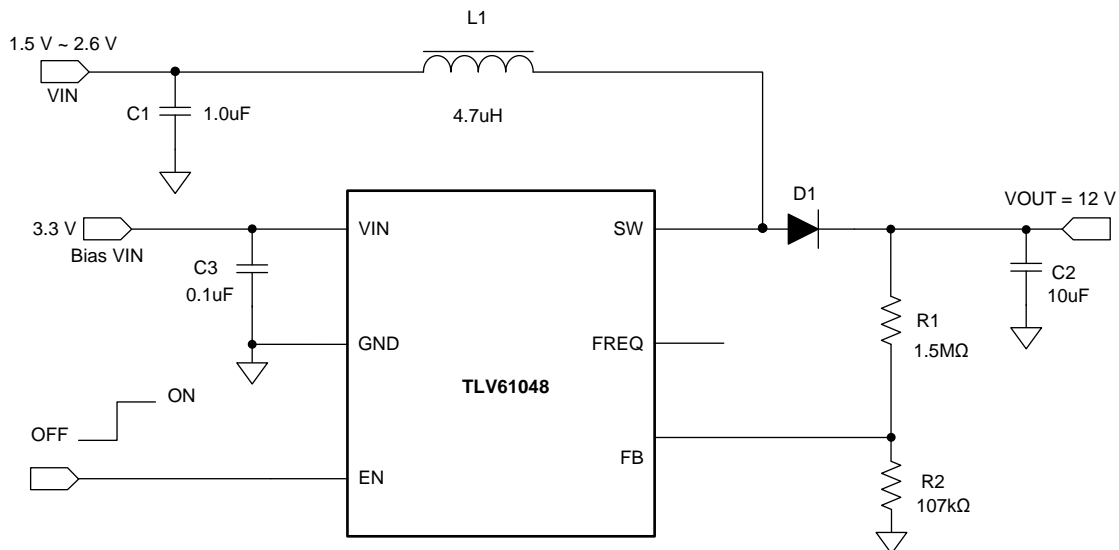 L1
1.5 V ~ 2.6 V
VIN
C1
1.0uF
4.7uH
D1
VOUT = 12 V
3.3 V
Bias VIN
VIN
SW
C3
0.1uF
C2
10uF
R1
1.5MΩ
GND
FREQ
TLV61048
ON
OFF
FB
EN
R2
107kΩ